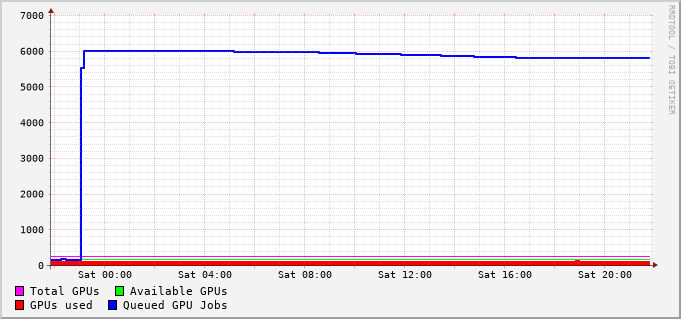 RRDTOOL / TOBI OETIKER
7000
6000
5000
4000
3000
2000
1000
0
Sat 00:00 Sat 04:00 Sat 08:00 Sat 12:00 Sat 16:00 Sat 20:00
Total GPUs Available GPUs
GPUs used Queued GPU Jobs